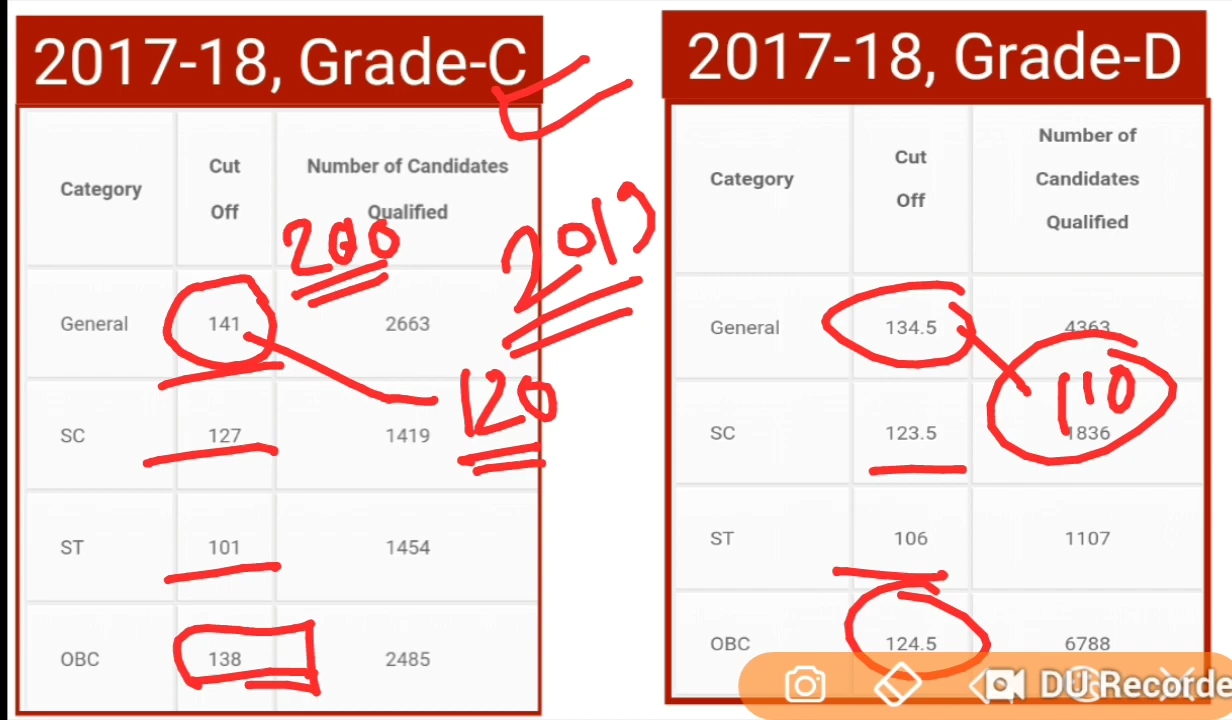 2017-18, Grade-C
Category Cut Off Number of Candidates Qualified
General 141 2663
SC 127 1419
ST 101 1454
OBC 138 2485
200
2019
120
2017-18, Grade-D
Category Cut Off Number of Candidates Qualified
General 134.5 4363
SC 123.5 1836
ST 106 1107
OBC 124.5 6788
110
DU Recorde